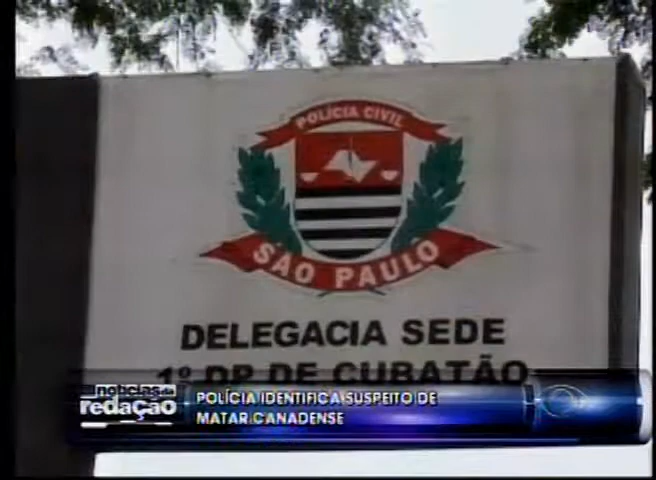 POLÍCIA CIVIL
SÃO PAULO
DELEGACIA SEDE
1º DP DE CUBATÃO
notícias da
redação
POLÍCIA IDENTIFICA SUSPEITO DE
MATAR CANADENSE